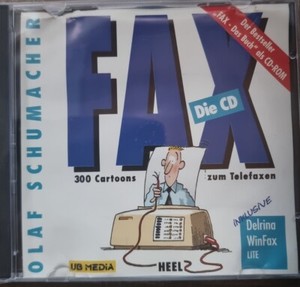 OLAF SCHUMACHER
FAX
Der Bestseller
„FAX - Das Buch“ als CD-ROM
Die CD
300 Cartoons zum Telefaxen
INKLUSIVE
Delrina
WinFax
LITE
UB MEDIA
HEEL